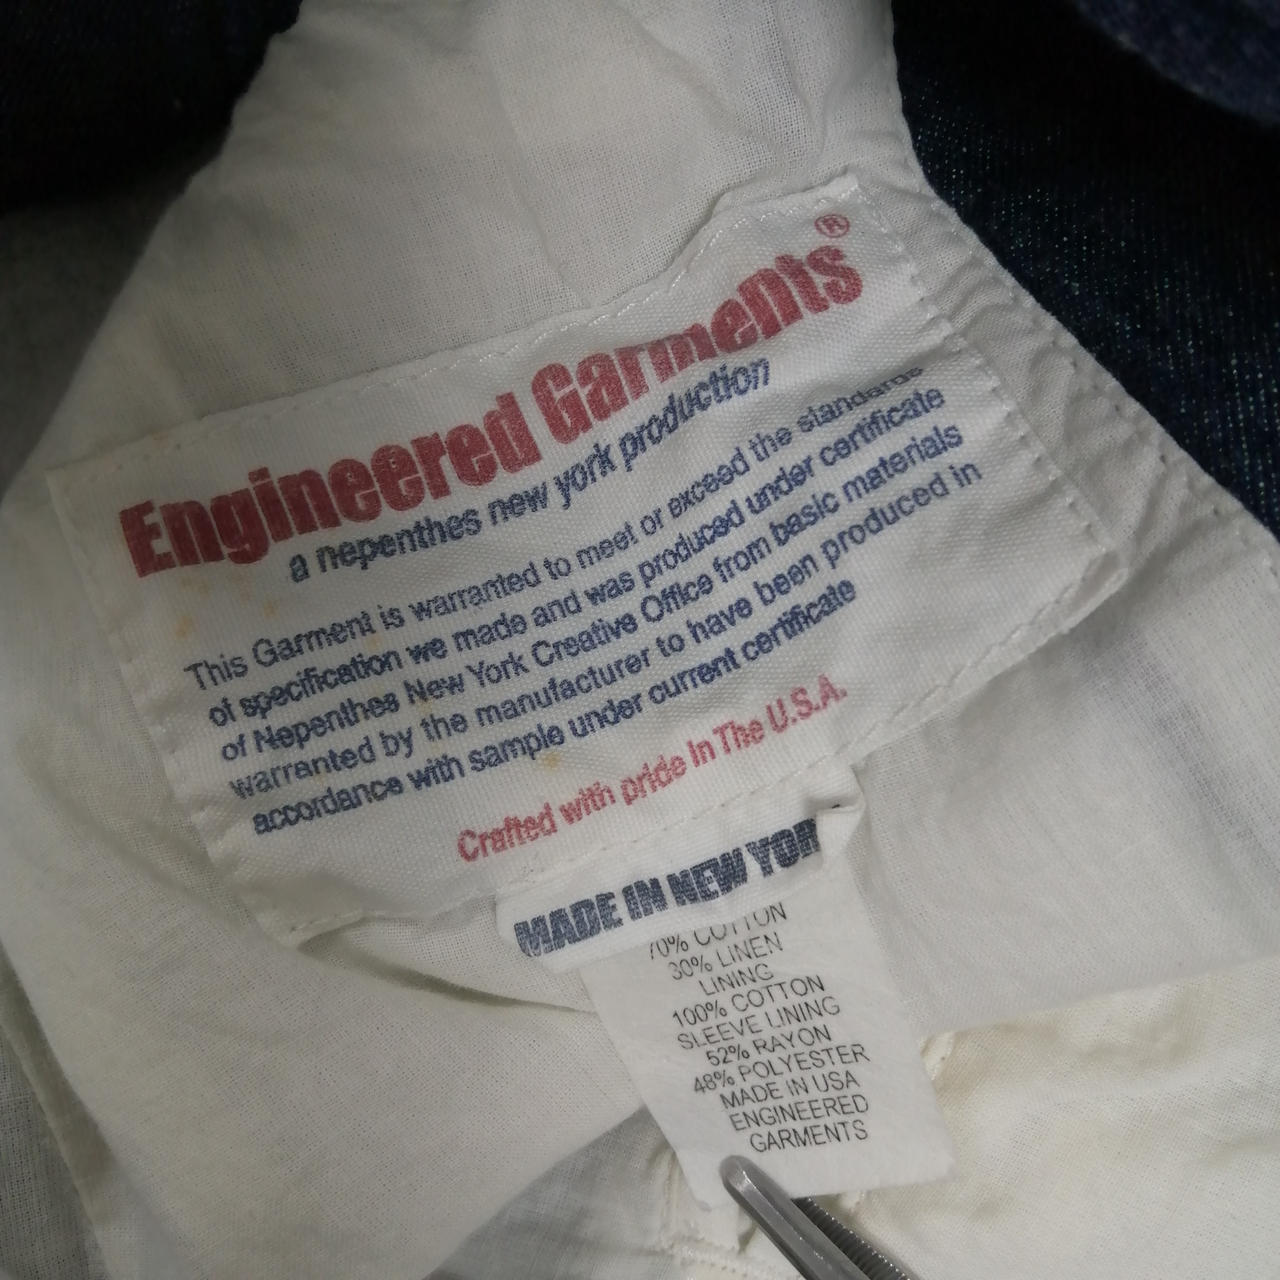 Engineered Garments®
a nepenthes new york production
This Garment is warranted to meet or exceed the standards
of specification we made and was produced under certificate
of Nepenthes New York Creative Office from basic materials
warranted by the manufacturer to have been produced in
accordance with sample under current certificate
Crafted with pride In The U.S.A.
MADE IN NEW YOR
70% COTTON
30% LINEN
LINING
100% COTTON
SLEEVE LINING
52% RAYON
48% POLYESTER
MADE IN USA
ENGINEERED
GARMENTS